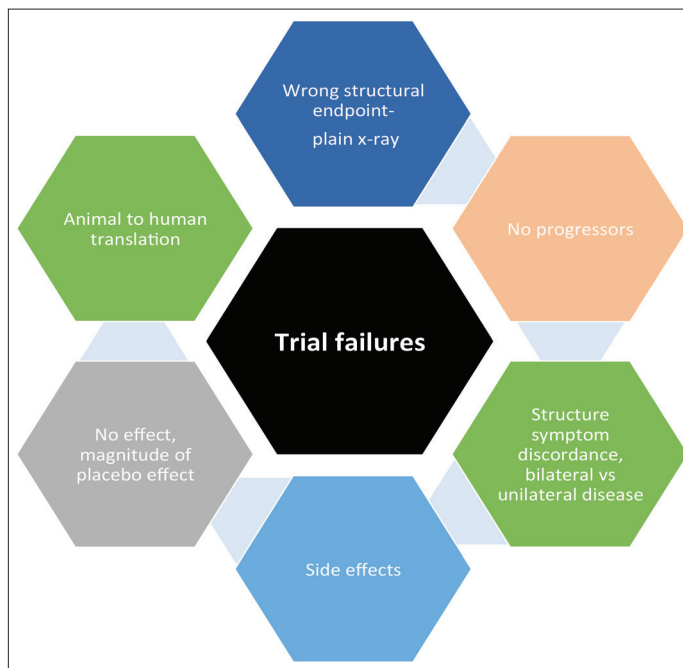 Wrong structural
endpoint-
plain x-ray
Animal to human
translation
No progressors
Trial failures
No effect,
magnitude of
placebo effect
Structure
symptom
discordance,
bilateral vs
unilateral disease
Side effects